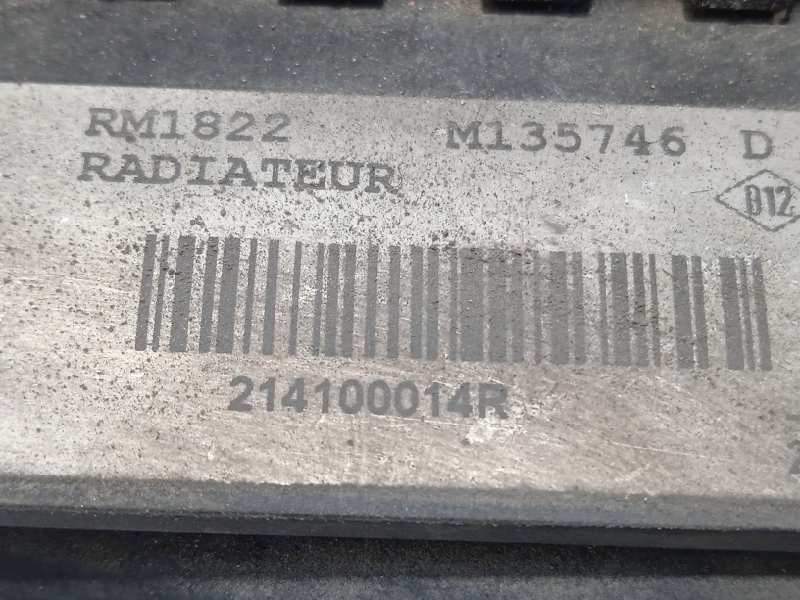 RM1822 M135746 D
RADIATEUR
012
214100014R